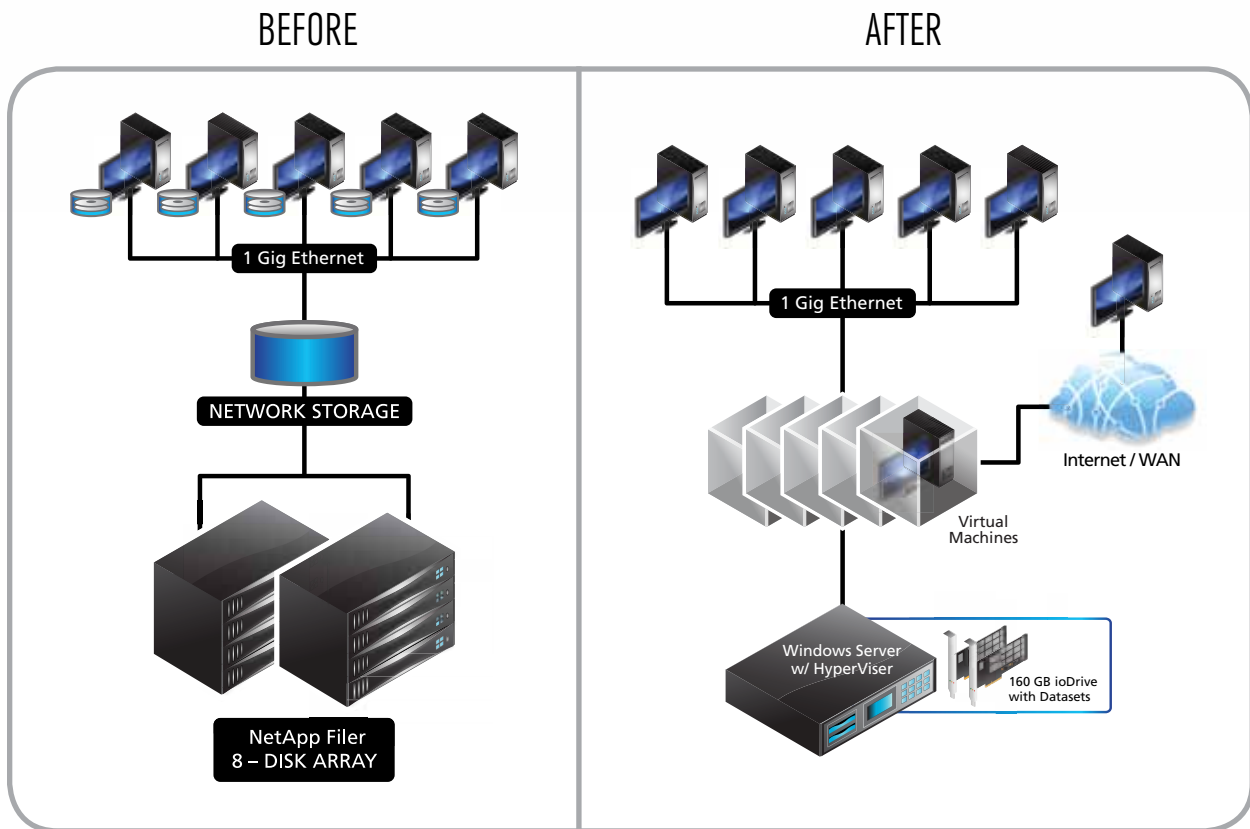 BEFORE
AFTER
1 Gig Ethernet
NETWORK STORAGE
NetApp Filer
8 – DISK ARRAY
1 Gig Ethernet
Internet / WAN
Virtual
Machines
Windows Server
w/ HyperViser
160 GB ioDrive
with Datasets